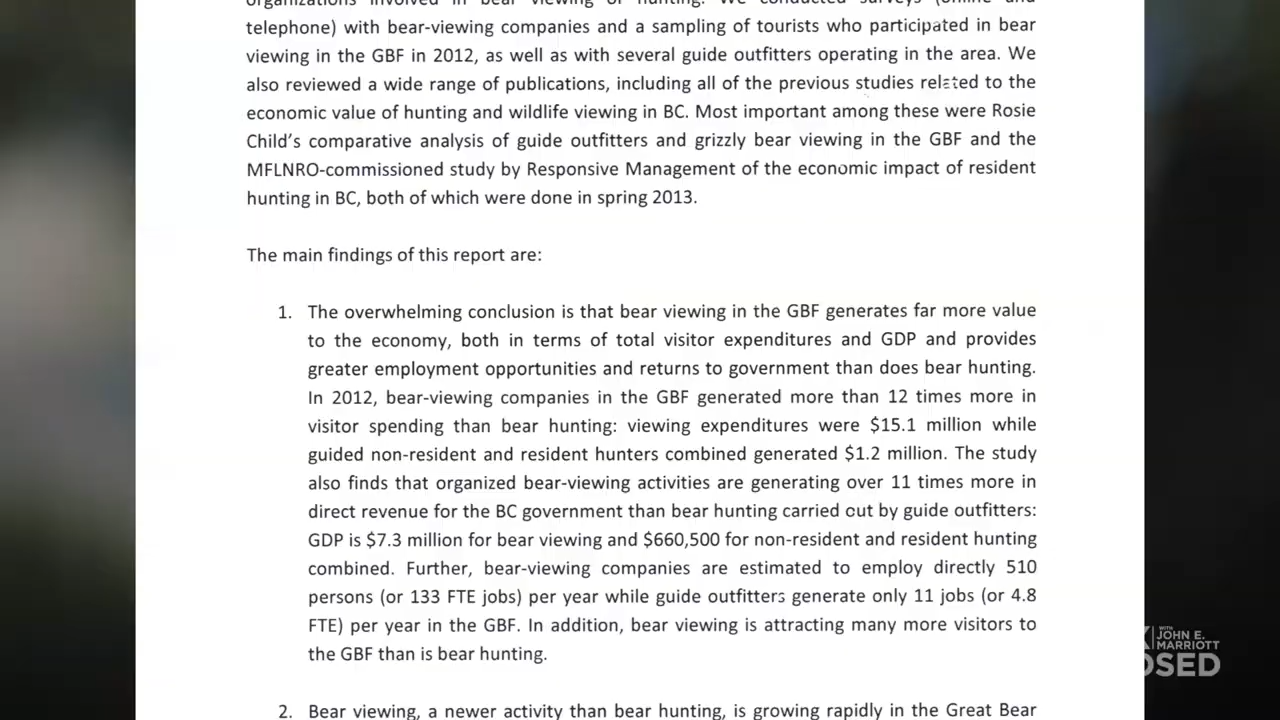 organizations involved in bear viewing or hunting. We conducted surveys (online and
telephone) with bear-viewing companies and a sampling of tourists who participated in bear
viewing in the GBF in 2012, as well as with several guide outfitters operating in the area. We
also reviewed a wide range of publications, including all of the previous studies related to the
economic value of hunting and wildlife viewing in BC. Most important among these were Rosie
Child's comparative analysis of guide outfitters and grizzly bear viewing in the GBF and the
MFLNRO-commissioned study by Responsive Management of the economic impact of resident
hunting in BC, both of which were done in spring 2013.
The main findings of this report are:
1. The overwhelming conclusion is that bear viewing in the GBF generates far more value
to the economy, both in terms of total visitor expenditures and GDP and provides
greater employment opportunities and returns to government than does bear hunting.
In 2012, bear-viewing companies in the GBF generated more than 12 times more in
visitor spending than bear hunting: viewing expenditures were $15.1 million while
guided non-resident and resident hunters combined generated $1.2 million. The study
also finds that organized bear-viewing activities are generating over 11 times more in
direct revenue for the BC government than bear hunting carried out by guide outfitters:
GDP is $7.3 million for bear viewing and $660,500 for non-resident and resident hunting
combined. Further, bear-viewing companies are estimated to employ directly 510
persons (or 133 FTE jobs) per year while guide outfitters generate only 11 jobs (or 4.8
FTE) per year in the GBF. In addition, bear viewing is attracting many more visitors to
the GBF than is bear hunting.
2. Bear viewing, a newer activity than bear hunting, is growing rapidly in the Great Bear
WITH
JOHN E.
MARRIOTT
OSED